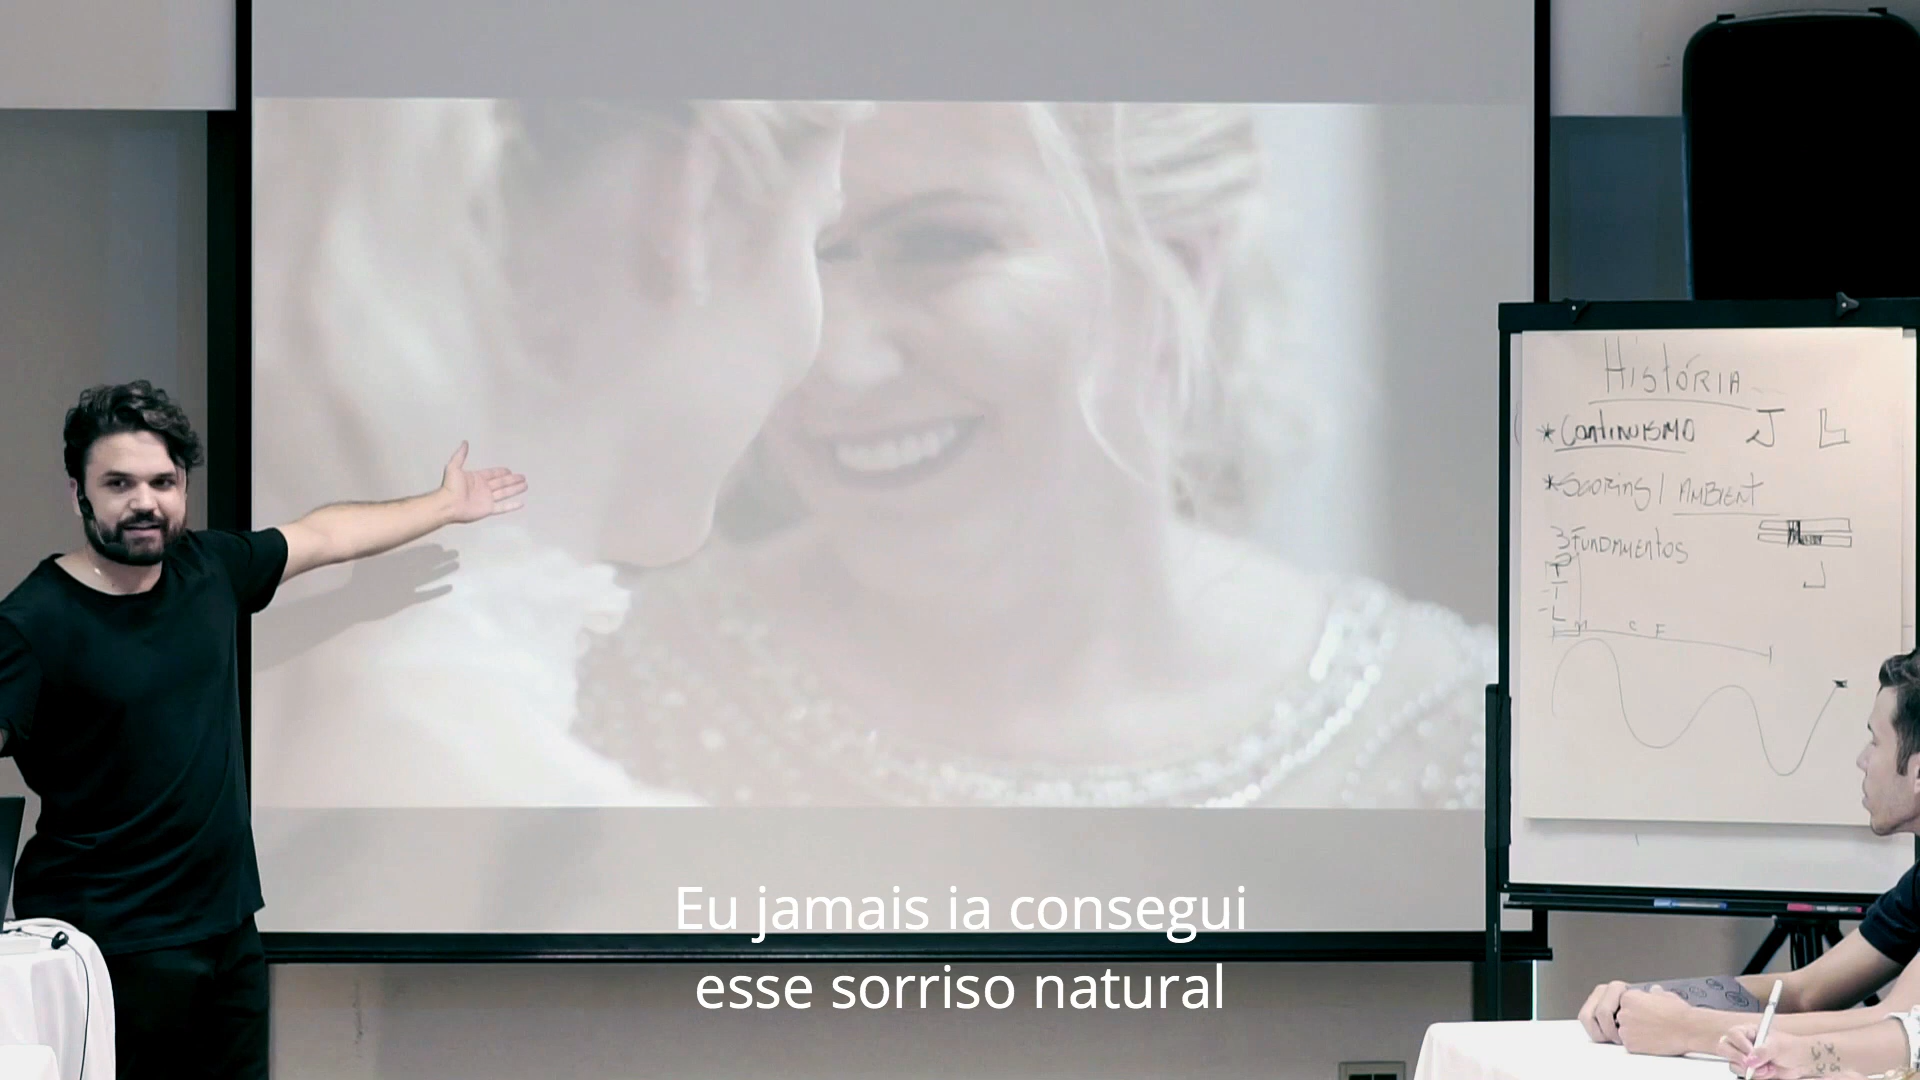 História
*Continuismo J L
*Scoring / Ambient
3 Fundamentos
J
T
I
L
C F
Eu jamais ia consegui
esse sorriso natural